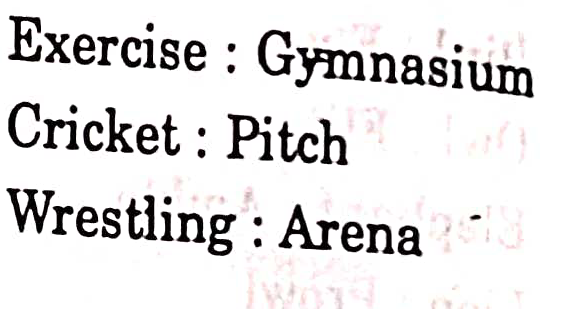 Exercise : Gymnasium
Cricket : Pitch
Wrestling : Arena